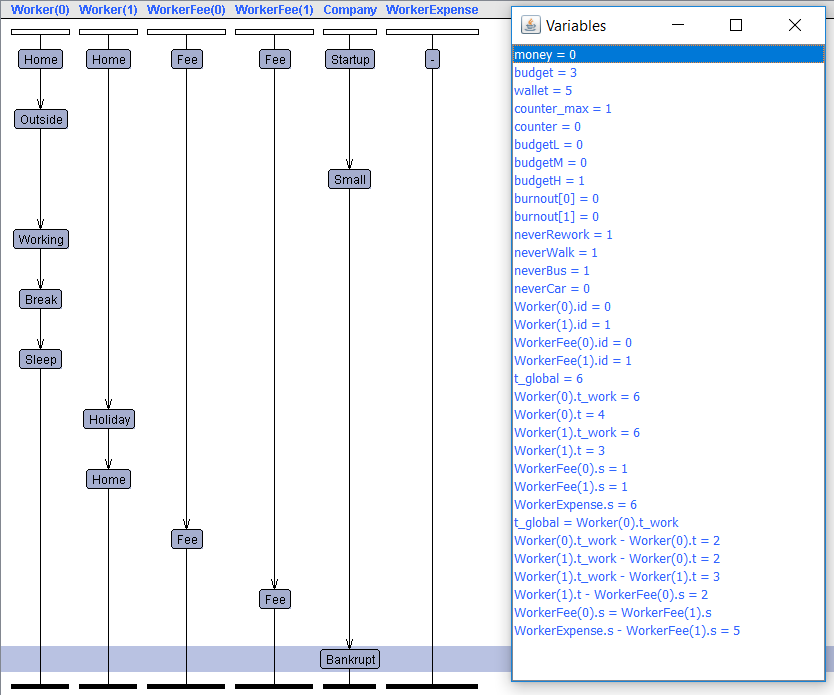 Worker(0) Worker(1) WorkerFee(0) WorkerFee(1) Company WorkerExpense
Home Home Fee Fee Startup -
Outside
Small
Working
Break
Sleep
Holiday
Home
Fee
Fee
Bankrupt
Variables
money = 0
budget = 3
wallet = 5
counter_max = 1
counter = 0
budgetL = 0
budgetM = 0
budgetH = 1
burnout[0] = 0
burnout[1] = 0
neverRework = 1
neverWalk = 1
neverBus = 1
neverCar = 0
Worker(0).id = 0
Worker(1).id = 1
WorkerFee(0).id = 0
WorkerFee(1).id = 1
t_global = 6
Worker(0).t_work = 6
Worker(0).t = 4
Worker(1).t_work = 6
Worker(1).t = 3
WorkerFee(0).s = 1
WorkerFee(1).s = 1
WorkerExpense.s = 6
t_global = Worker(0).t_work
Worker(0).t_work - Worker(0).t = 2
Worker(1).t_work - Worker(0).t = 2
Worker(1).t_work - Worker(1).t = 3
Worker(1).t - WorkerFee(0).s = 2
WorkerFee(0).s = WorkerFee(1).s
WorkerExpense.s - WorkerFee(1).s = 5